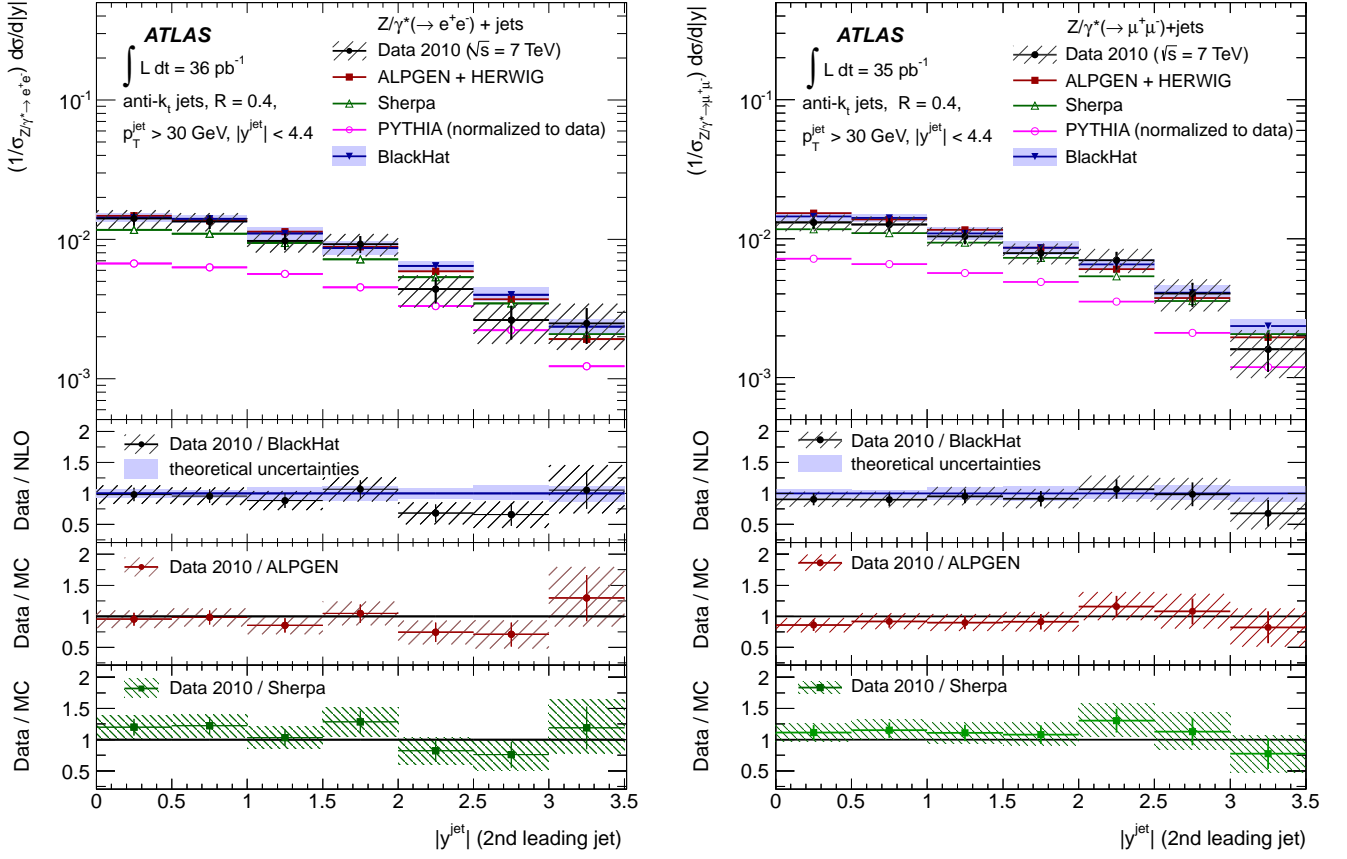 (1/σ_{Z/γ*→ e⁺e⁻}) dσ/d|y|
ATLAS
∫ L dt = 36 pb⁻¹
anti-k_t jets, R = 0.4,
p_T^{jet} > 30 GeV, |y^{jet}| < 4.4
Z/γ*(→ e⁺e⁻) + jets
Data 2010 (√s = 7 TeV)
ALPGEN + HERWIG
Sherpa
PYTHIA (normalized to data)
BlackHat
10⁻¹
10⁻²
10⁻³
Data / NLO
2
1.5
1
0.5
Data 2010 / BlackHat
theoretical uncertainties
Data / MC
2
1.5
1
0.5
Data 2010 / ALPGEN
Data / MC
2
1.5
1
0.5
Data 2010 / Sherpa
0 0.5 1 1.5 2 2.5 3 3.5
|y^{jet}| (2nd leading jet)
(1/σ_{Z/γ*→μ⁺μ⁻}) dσ/d|y|
ATLAS
∫ L dt = 35 pb⁻¹
anti-k_t jets, R = 0.4,
p_T^{jet} > 30 GeV, |y^{jet}| < 4.4
Z/γ*(→ μ⁺μ⁻)+jets
Data 2010 (√s = 7 TeV)
ALPGEN + HERWIG
Sherpa
PYTHIA (normalized to data)
BlackHat
10⁻¹
10⁻²
10⁻³
Data / NLO
2
1.5
1
0.5
Data 2010 / BlackHat
theoretical uncertainties
Data / MC
2
1.5
1
0.5
Data 2010 / ALPGEN
Data / MC
2
1.5
1
0.5
Data 2010 / Sherpa
0 0.5 1 1.5 2 2.5 3 3.5
|y^{jet}| (2nd leading jet)